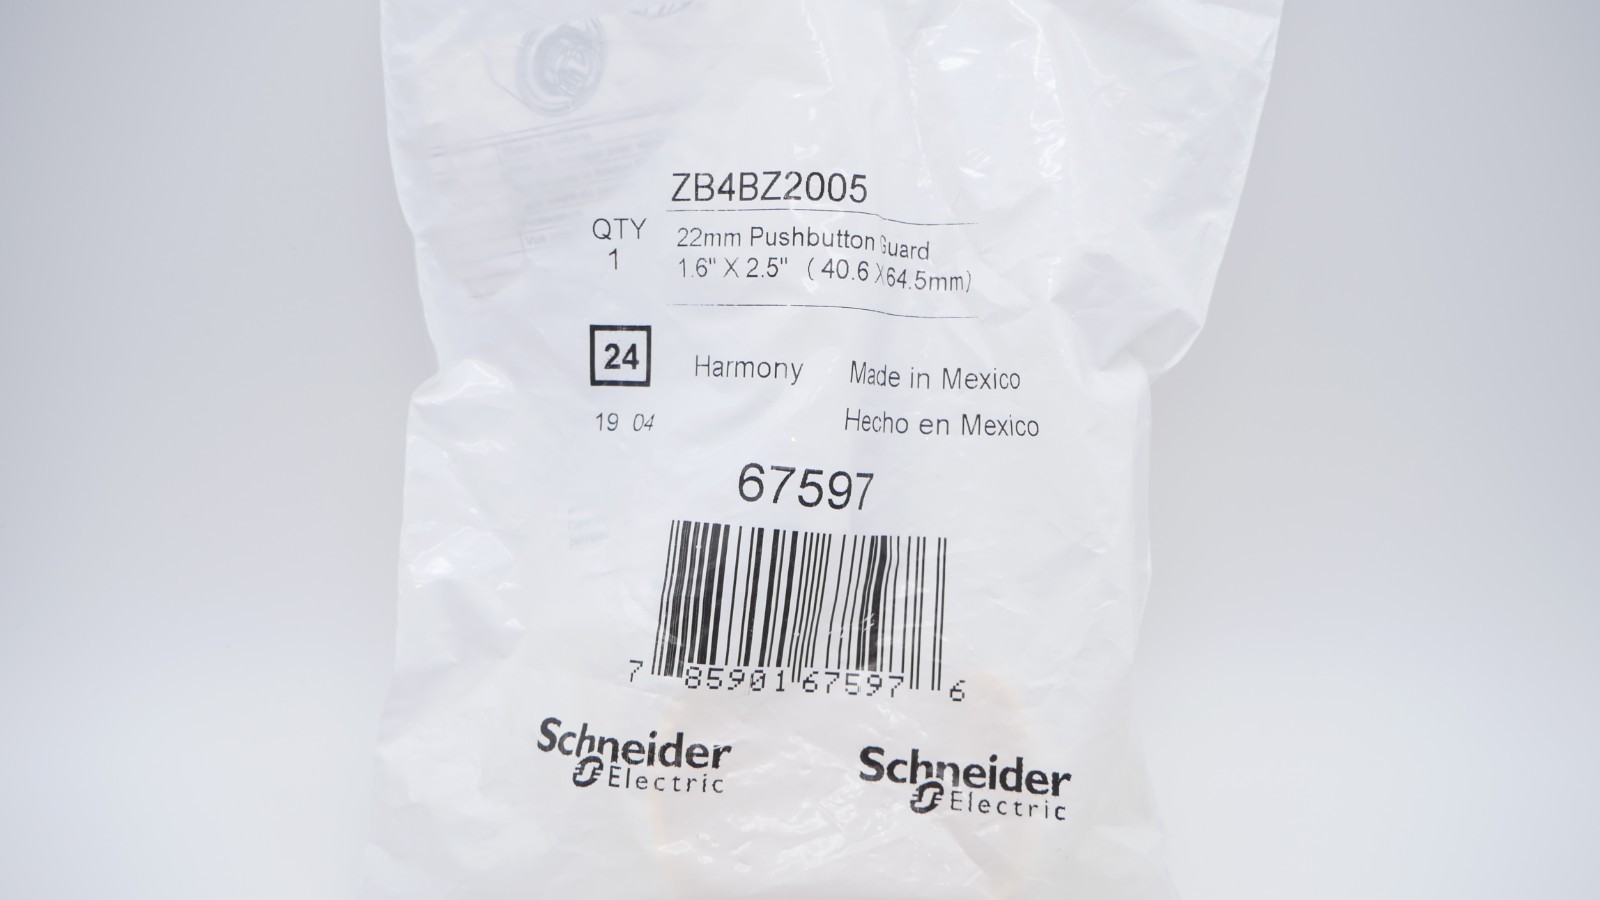 ZB4BZ2005
QTY
1
22mm Pushbutton Guard
1.6" X 2.5" (40.6 X64.5mm)
24
Harmony
Made in Mexico
19 04
Hecho en Mexico
67597
7 85901 67597 6
Schneider
Electric
Schneider
Electric